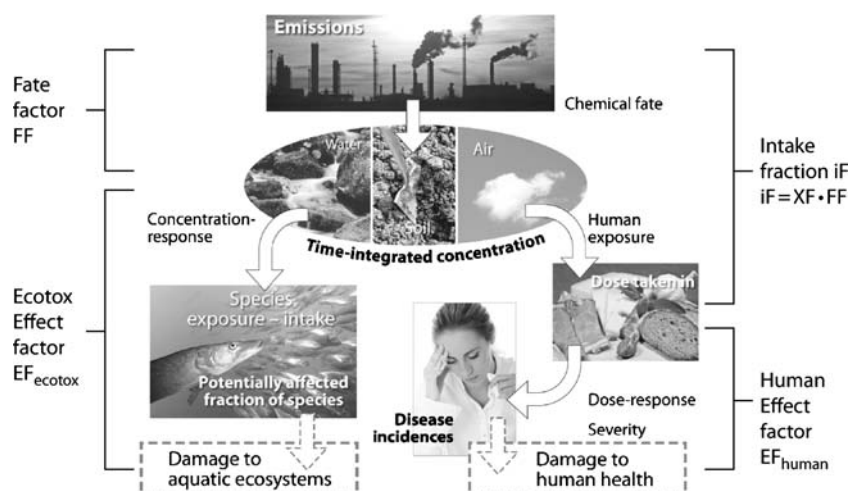 Emissions
Fate
factor
FF
Chemical fate
Water
Soil
Air
Intake
fraction iF
iF = XF • FF
Concentration-
response
Time-integrated concentration
Human
exposure
Ecotox
Effect
factor
EFecotox
Species,
exposure – intake
Potentially affected
fraction of species
Dose taken in
Disease
incidences
Dose-response
Severity
Human
Effect
factor
EFhuman
Damage to
aquatic ecosystems
Damage to
human health